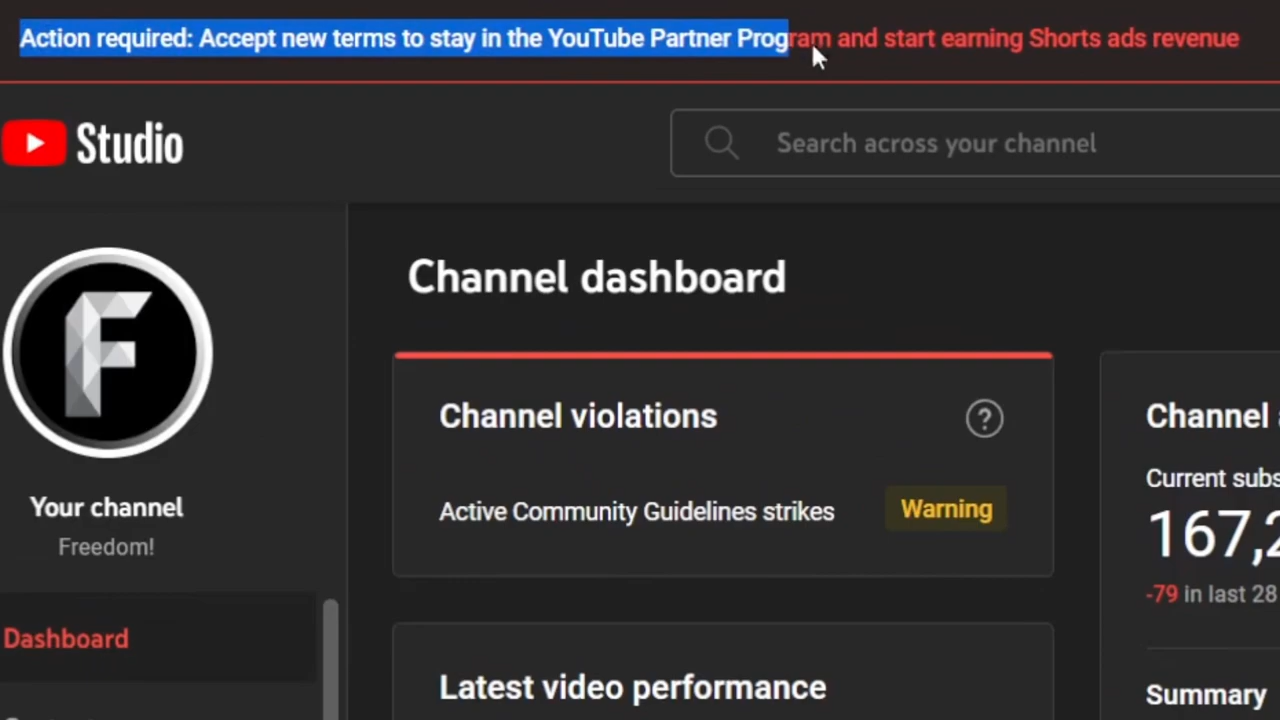 Action required: Accept new terms to stay in the YouTube Partner Program and start earning Shorts ads revenue
Studio
Search across your channel
Channel dashboard
F
Your channel
Freedom!
Dashboard
Channel violations
?
Active Community Guidelines strikes
Warning
Latest video performance
Channel
Current subs
167,2
-79 in last 28
Summary